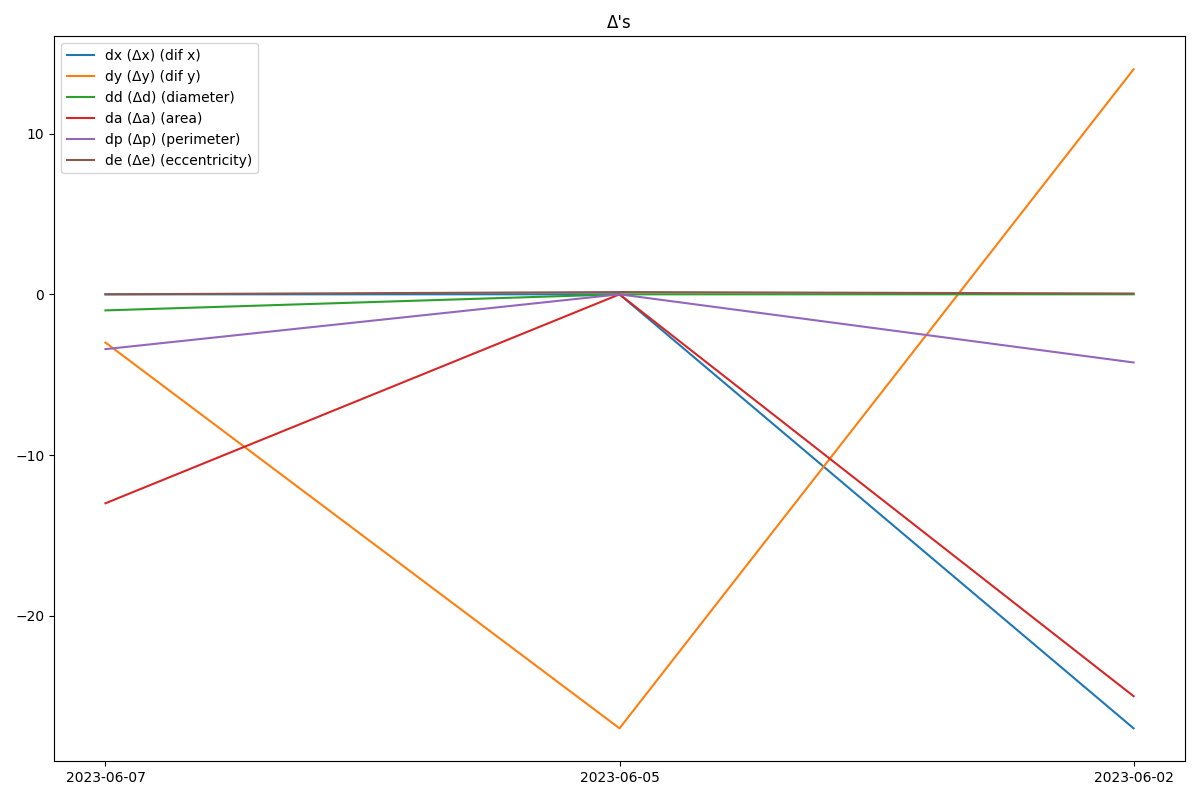 Δ's
dx (Δx) (dif x)
dy (Δy) (dif y)
dd (Δd) (diameter)
da (Δa) (area)
dp (Δp) (perimeter)
de (Δe) (eccentricity)
10
0
−10
−20
2023-06-07
2023-06-05
2023-06-02